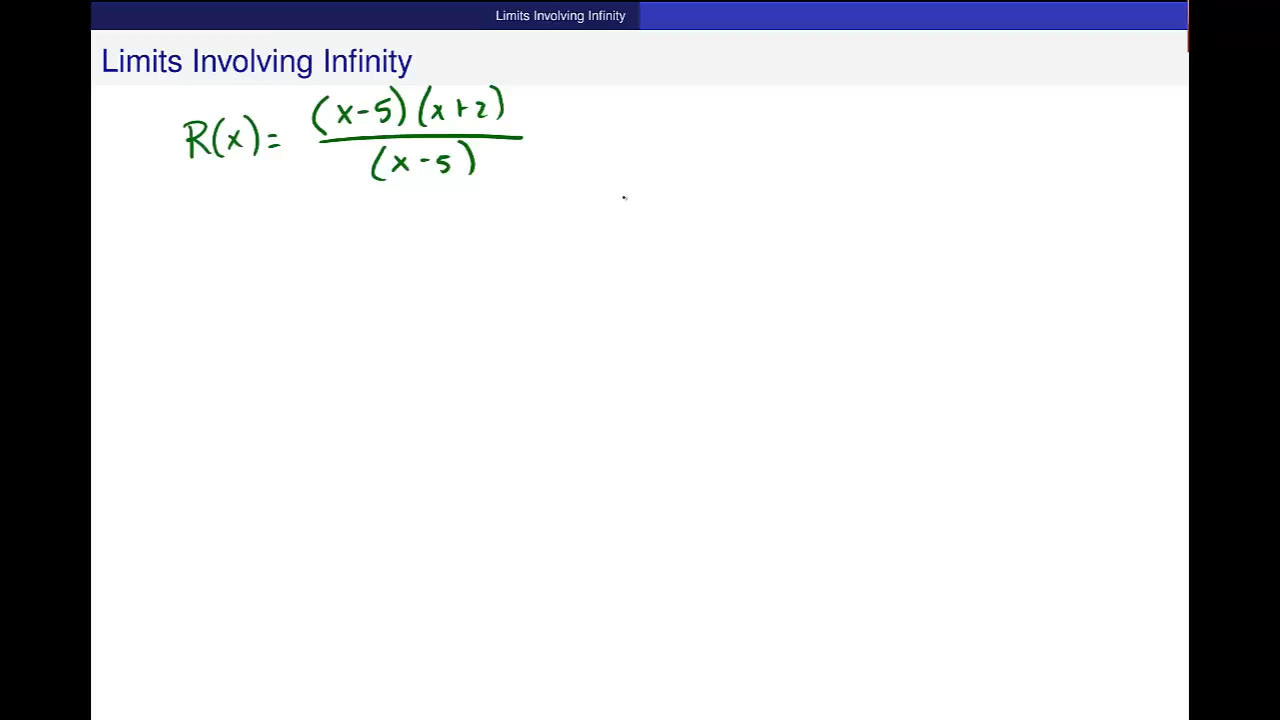 Limits Involving Infinity
Limits Involving Infinity
R(x)= (x-5)(x+2)
(x-5)